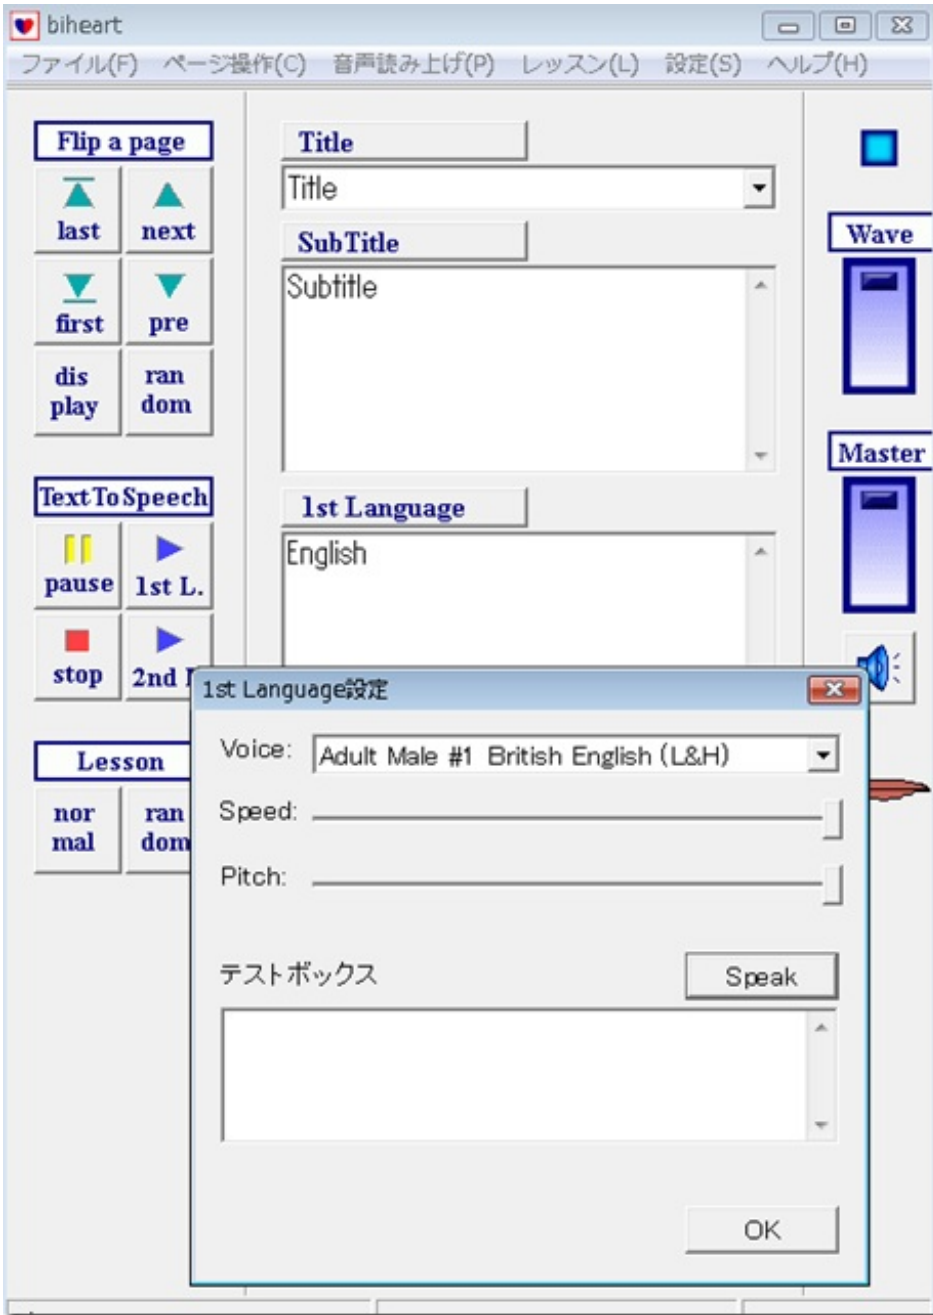 biheart
ファイル(F) ページ操作(C) 音声読み上げ(P) レッスン(L) 設定(S) ヘルプ(H)
Flip a page
last
next
first
pre
dis
play
ran
dom
TextToSpeech
pause
1st L.
stop
2nd
Lesson
nor
mal
ran
dom
Title
Title
SubTitle
Subtitle
1st Language
English
Wave
Master
1st Language設定
Voice: Adult Male #1 British English (L&H)
Speed:
Pitch:
テストボックス
Speak
OK